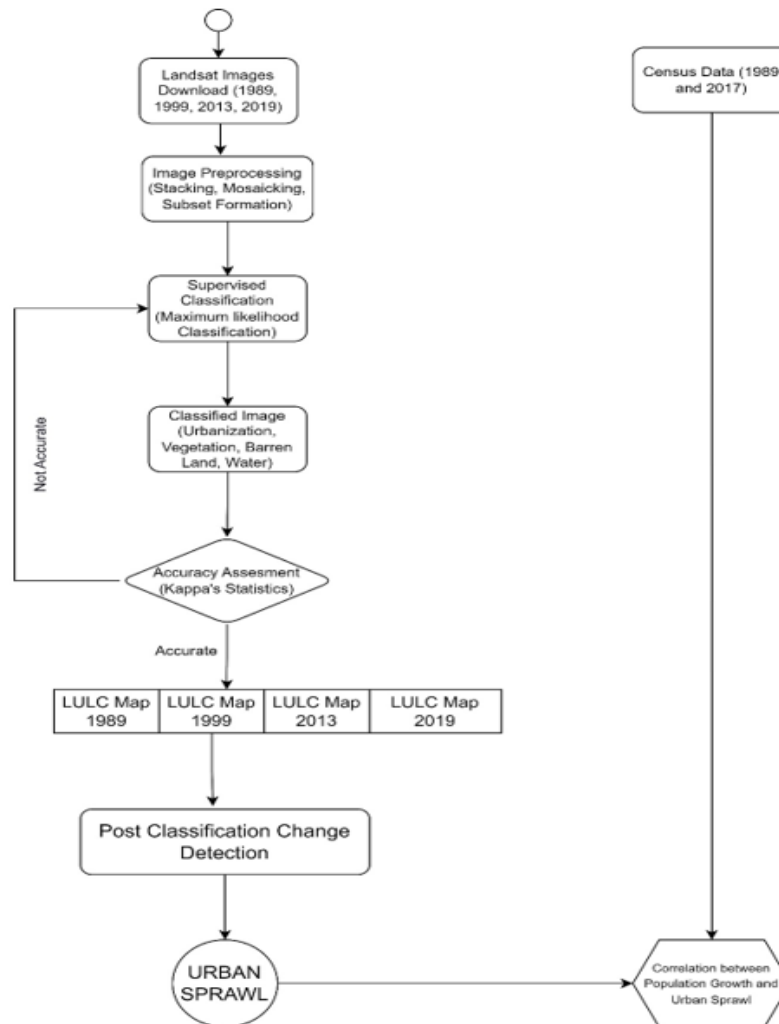 Landsat Images
Download (1989,
1999, 2013, 2019)
Census Data (1989
and 2017)
Image Preprocessing
(Stacking, Mosaicking,
Subset Formation)
Supervised
Classification
(Maximum likelihood
Classification)
Not Accurate
Classified Image
(Urbanization,
Vegetation, Barren
Land, Water)
Accuracy Assesment
(Kappa's Statistics)
Accurate
LULC Map
1989
LULC Map
1999
LULC Map
2013
LULC Map
2019
Post Classification Change
Detection
URBAN
SPRAWL
Correlation between
Population Growth and
Urban Sprawl